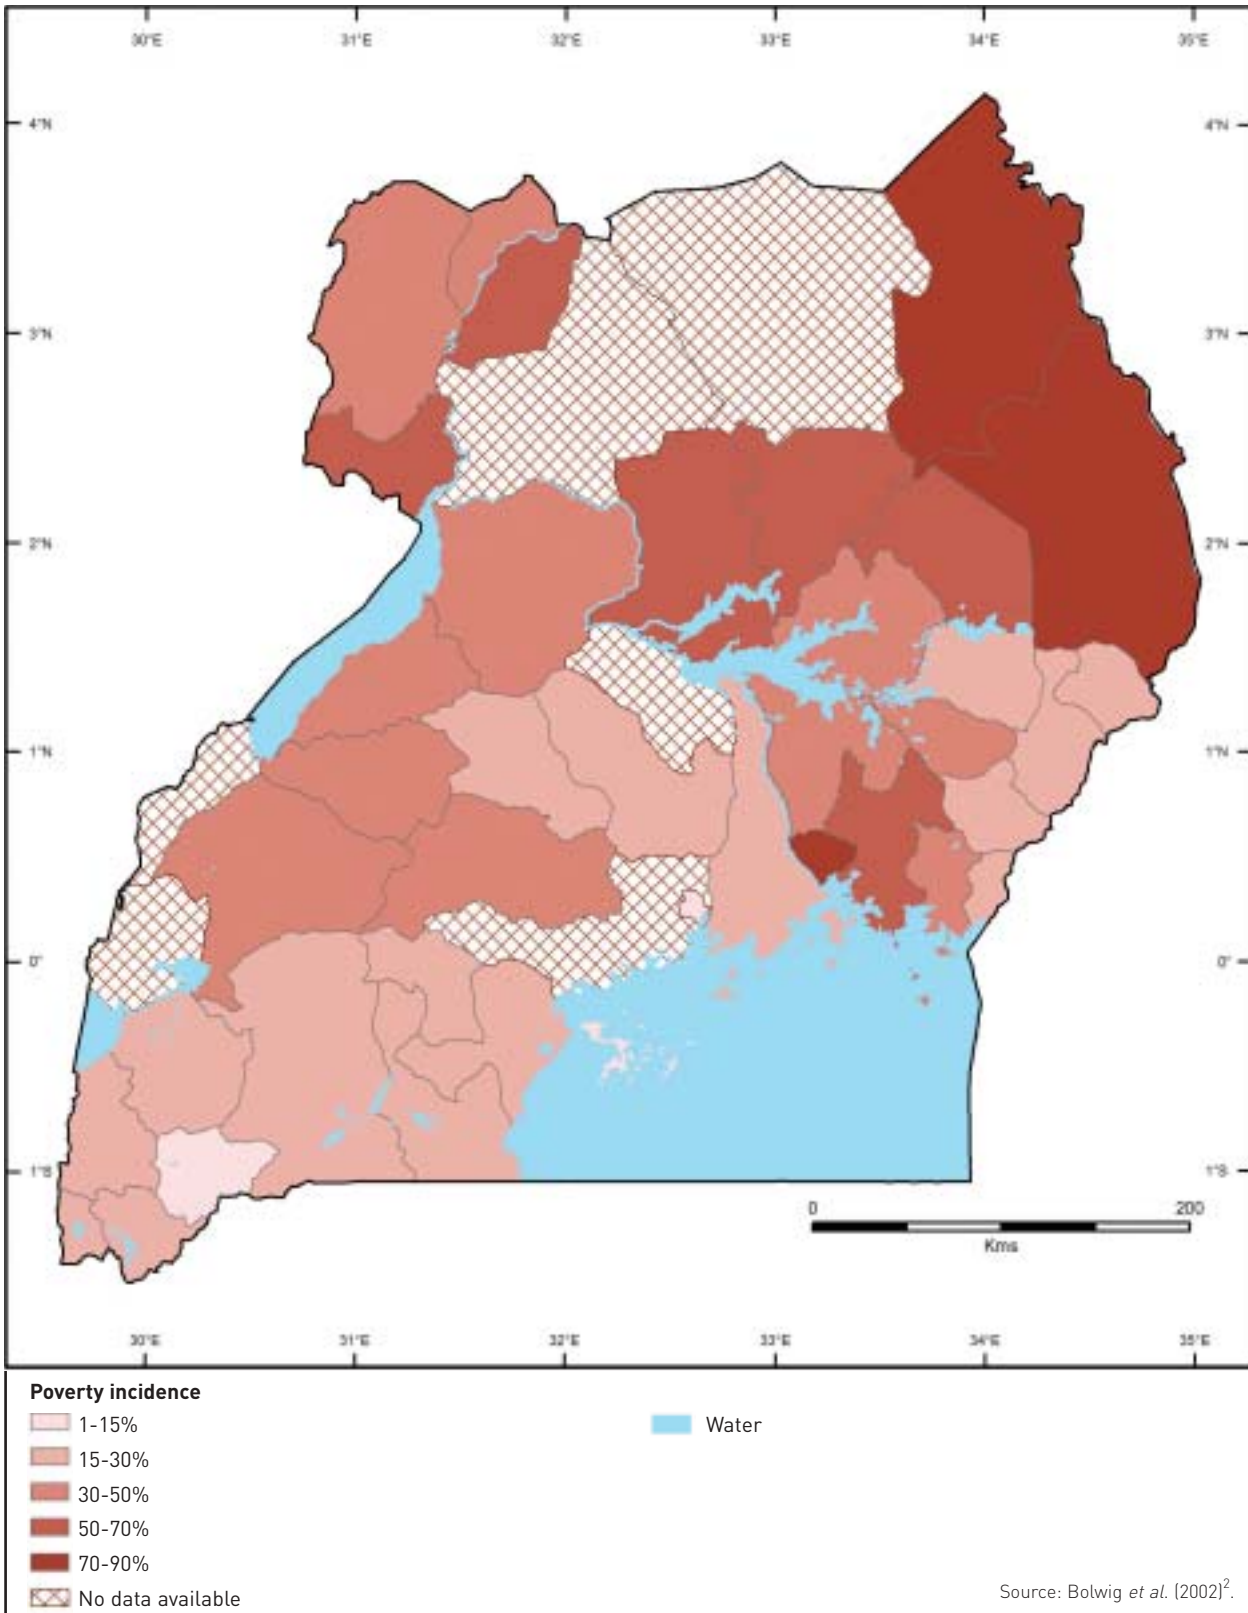 30°E 31°E 32°E 33°E 34°E 35°E
4°N 4°N
3°N 3°N
2°N 2°N
1°N 1°N
0° 0°
1°S 1°S
0 200
Kms
30°E 31°E 32°E 33°E 34°E 35°E
Poverty incidence
1-15% Water
15-30%
30-50%
50-70%
70-90%
No data available
Source: Bolwig et al. (2002)2.